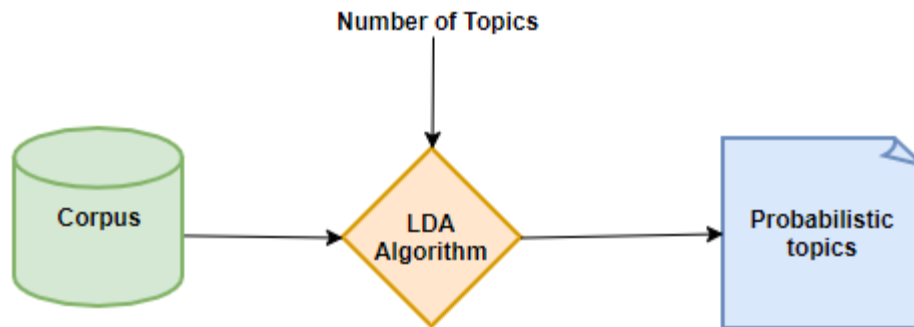 Number of Topics
Corpus
LDA
Algorithm
Probabilistic
topics